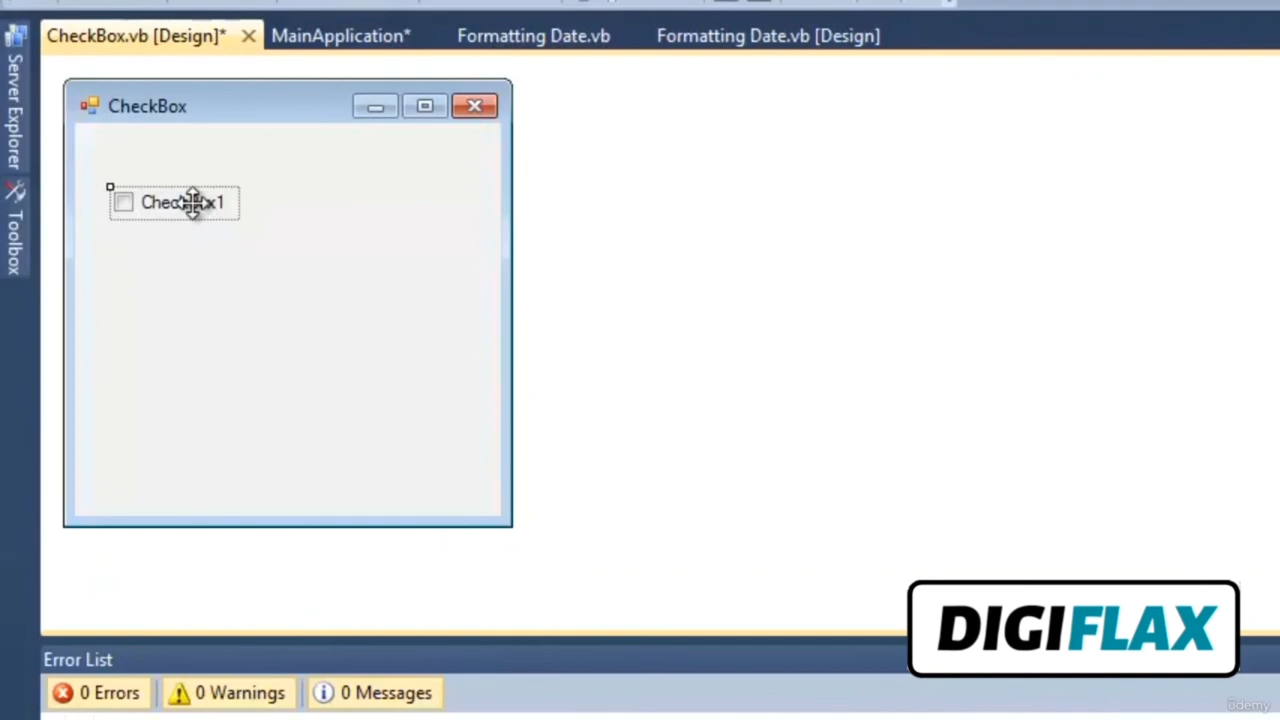 CheckBox.vb [Design]* MainApplication* Formatting Date.vb Formatting Date.vb [Design]
Server Explorer
Toolbox
CheckBox
DIGIFLAX
Error List
0 Errors 0 Warnings 0 Messages
ûdemy